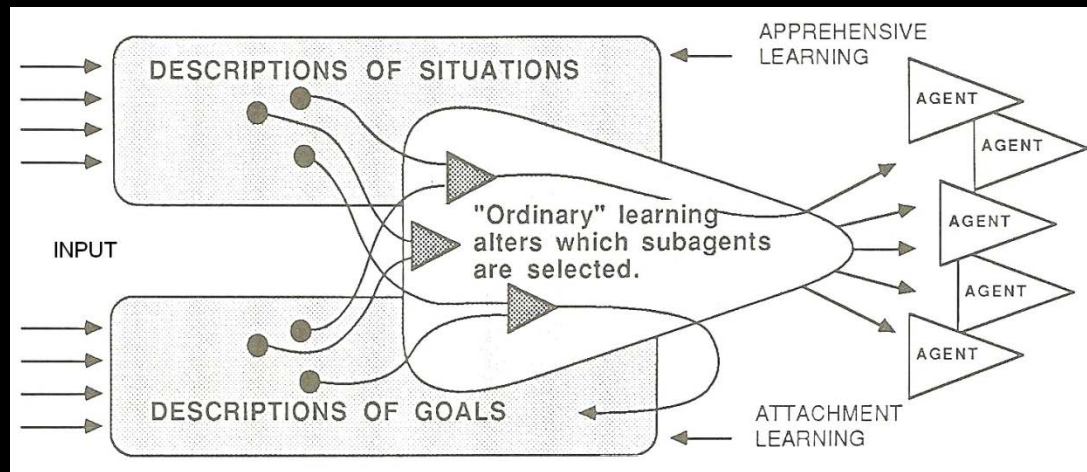 DESCRIPTIONS OF SITUATIONS
APPREHENSIVE
LEARNING
AGENT
AGENT
AGENT
AGENT
AGENT
INPUT
"Ordinary" learning
alters which subagents
are selected.
DESCRIPTIONS OF GOALS
ATTACHMENT
LEARNING